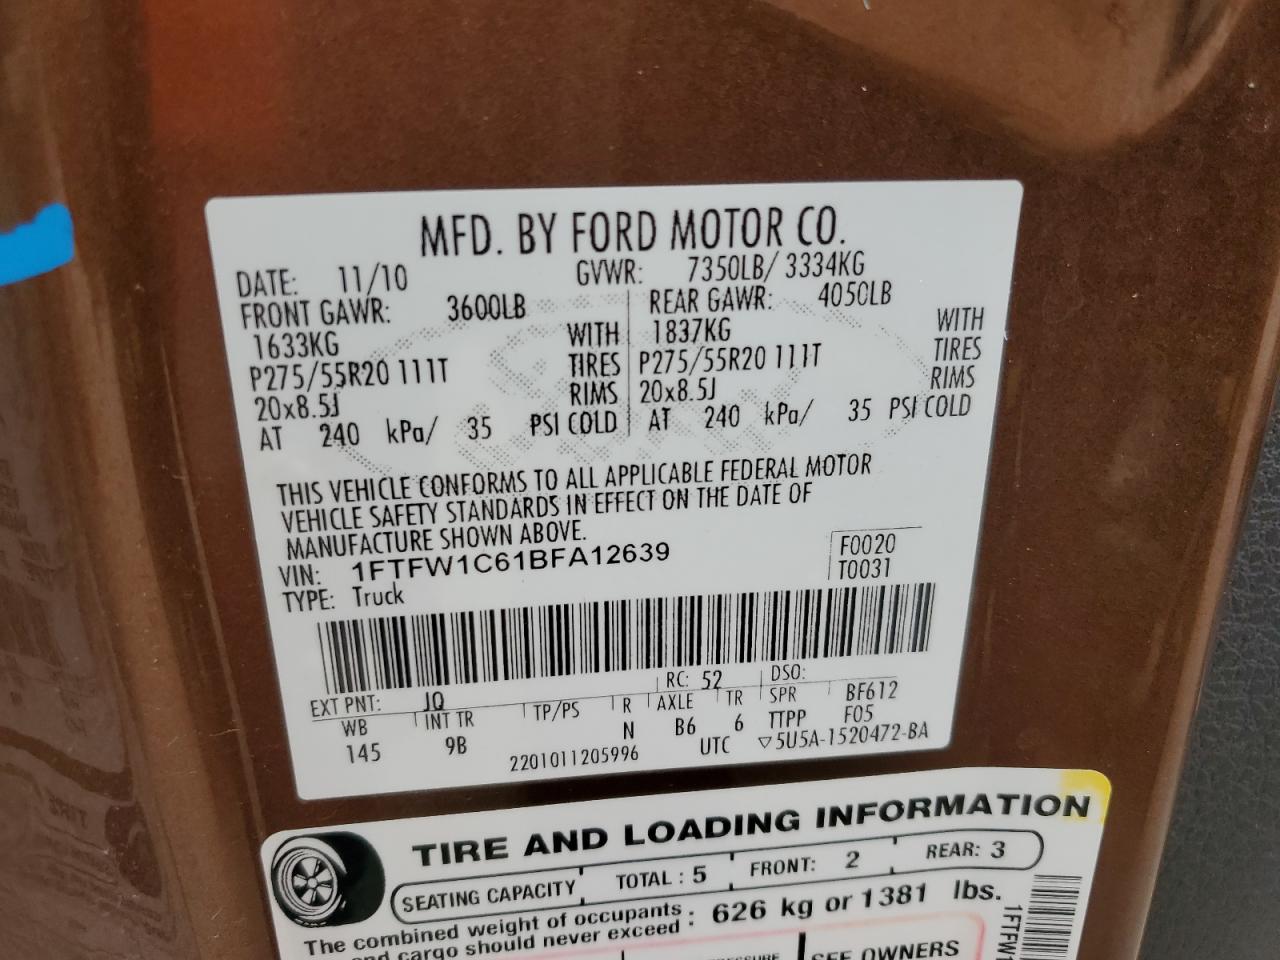 MFD. BY FORD MOTOR CO.
DATE: 11/10 GVWR: 7350LB/ 3334KG
FRONT GAWR: 3600LB REAR GAWR: 4050LB
1633KG WITH 1837KG WITH
P275/55R20 111T TIRES P275/55R20 111T TIRES
20x8.5J RIMS 20x8.5J RIMS
AT 240 kPa/ 35 PSI COLD AT 240 kPa/ 35 PSI COLD
THIS VEHICLE CONFORMS TO ALL APPLICABLE FEDERAL MOTOR
VEHICLE SAFETY STANDARDS IN EFFECT ON THE DATE OF
MANUFACTURE SHOWN ABOVE.
VIN: 1FTFW1C61BFA12639 F0020
TYPE: Truck T0031
EXT PNT: JQ RC: 52 DSO:
WB INT TR TP/PS R AXLE TR SPR BF612
145 9B N B6 6 TTPP F05
2201011205996 UTC ▽5U5A-1520472-BA
TIRE AND LOADING INFORMATION
SEATING CAPACITY TOTAL : 5 FRONT: 2 REAR: 3
The combined weight of occupants : 626 kg or 1381 lbs.
and cargo should never exceed
SEE OWNERS
1FTFW1